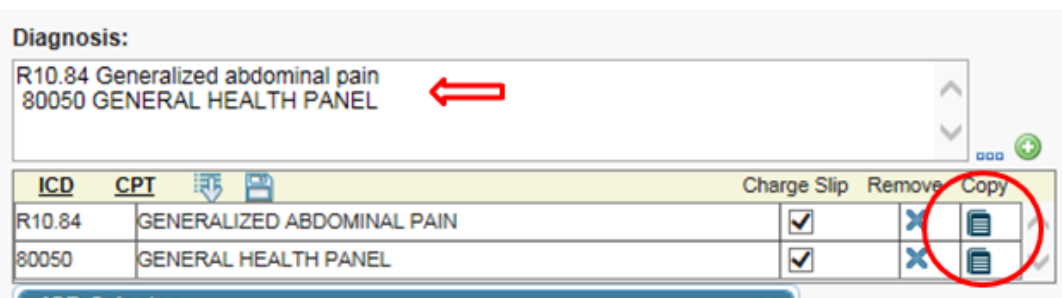 Diagnosis:
R10.84 Generalized abdominal pain
80050 GENERAL HEALTH PANEL
ICD CPT Charge Slip Remove Copy
R10.84 GENERALIZED ABDOMINAL PAIN
80050 GENERAL HEALTH PANEL